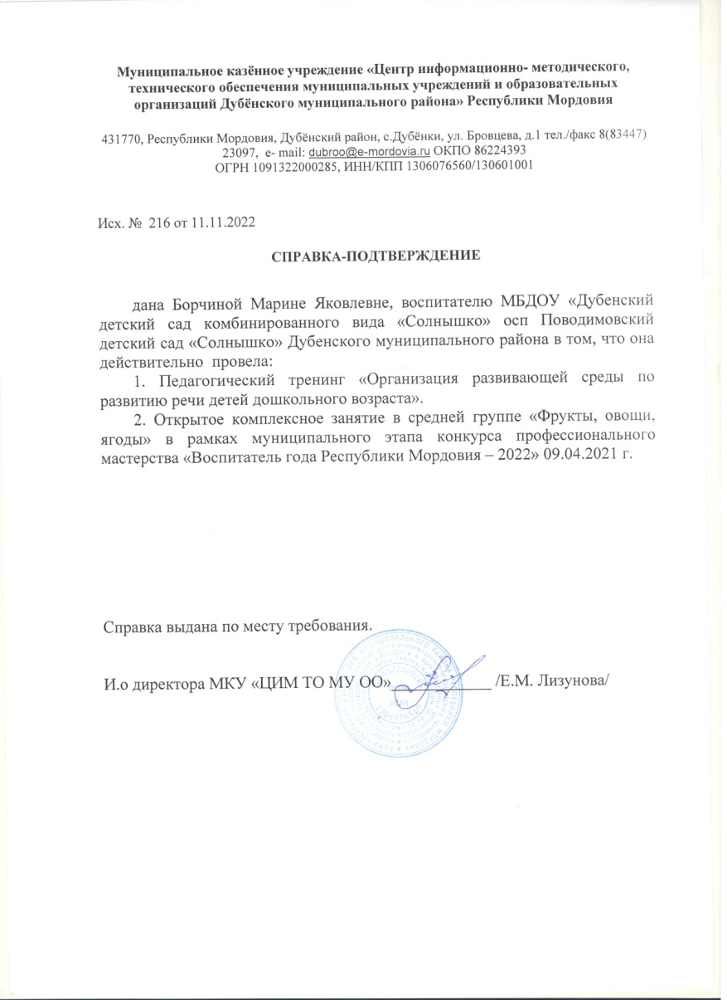 Муниципальное казённое учреждение «Центр информационно- методического,
технического обеспечения муниципальных учреждений и образовательных
организаций Дубёнского муниципального района» Республики Мордовия
431770, Республики Мордовия, Дубёнский район, с.Дубёнки, ул. Бровцева, д.1 тел./факс 8(83447)
23097, е- mail: dubroo@e-mordovia.ru ОКПО 86224393
ОГРН 1091322000285, ИНН/КПП 1306076560/130601001
Исх. № 216 от 11.11.2022
СПРАВКА-ПОДТВЕРЖДЕНИЕ
дана Борчиной Марине Яковлевне, воспитателю МБДОУ «Дубенский
детский сад комбинированного вида «Солнышко» осп Поводимовский
детский сад «Солнышко» Дубенского муниципального района в том, что она
действительно провела:
1. Педагогический тренинг «Организация развивающей среды по
развитию речи детей дошкольного возраста».
2. Открытое комплексное занятие в средней группе «Фрукты, овощи,
ягоды» в рамках муниципального этапа конкурса профессионального
мастерства «Воспитатель года Республики Мордовия – 2022» 09.04.2021 г.
Справка выдана по месту требования.
И.о директора МКУ «ЦИМ ТО МУ ОО»______________ /Е.М. Лизунова/
ИНН
1306076560